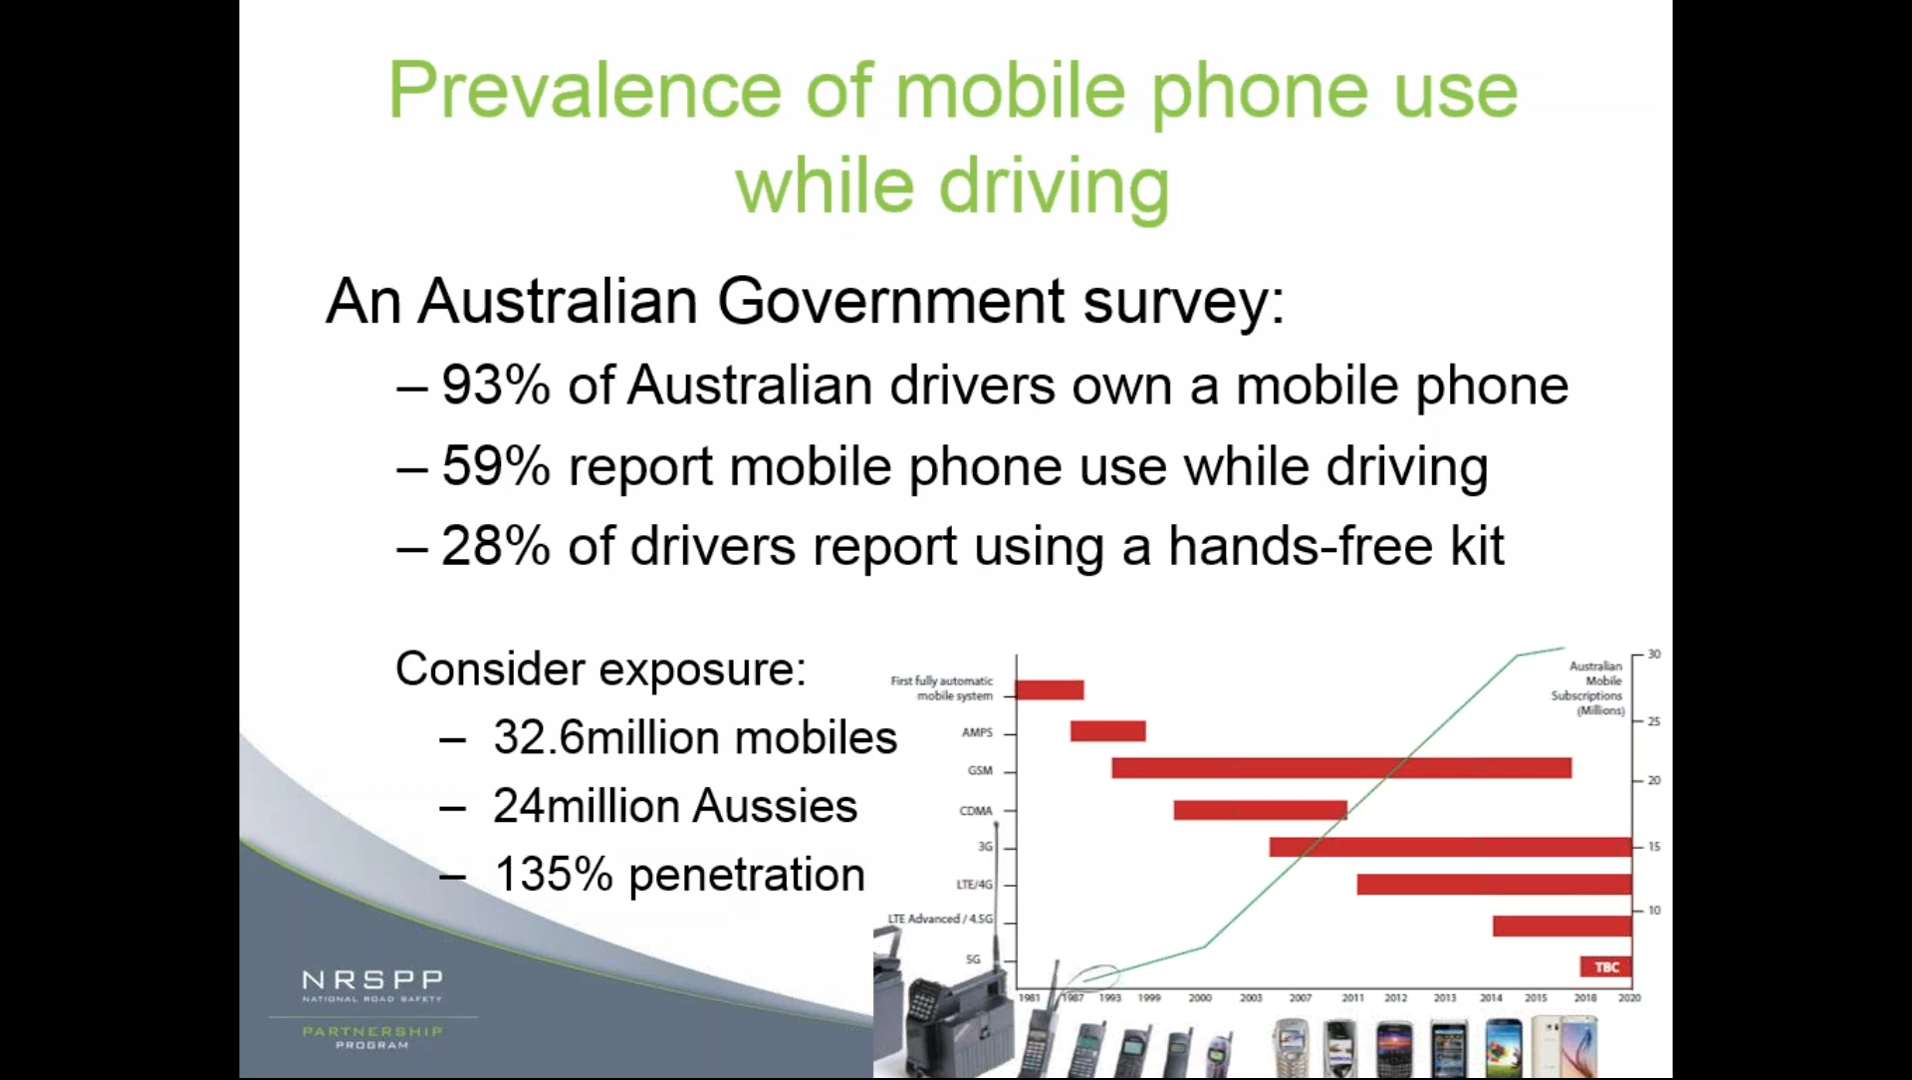 Prevalence of mobile phone use
while driving
An Australian Government survey:
– 93% of Australian drivers own a mobile phone
– 59% report mobile phone use while driving
– 28% of drivers report using a hands-free kit
Consider exposure:
– 32.6million mobiles
– 24million Aussies
– 135% penetration
First fully automatic
mobile system
AMPS
GSM
CDMA
3G
LTE/4G
LTE Advanced / 4.5G
5G
TBC
Australian
Mobile
Subscriptions
(Millions)
30
25
20
15
10
1981 1987 1993 1999 2000 2003 2007 2011 2012 2013 2014 2015 2018 2020
NRSPP
NATIONAL ROAD SAFETY
PARTNERSHIP
PROGRAM